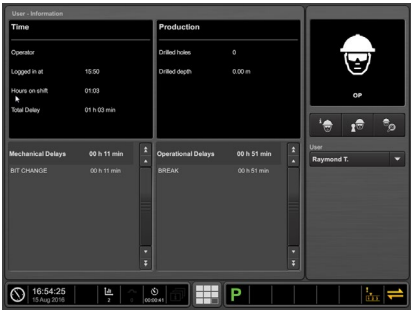 User - Information
Time
Operator
Logged in at 15:50
Hours on shift 01:03
Total Delay 01 h 03 min
Production
Drilled holes 0
Drilled depth 0.00 m
OP
User
Raymond T.
Mechanical Delays 00 h 11 min
BIT CHANGE 00 h 11 min
Operational Delays 00 h 51 min
BREAK 00 h 51 min
16:54:25
15 Aug 2016
2
00:00:41
P